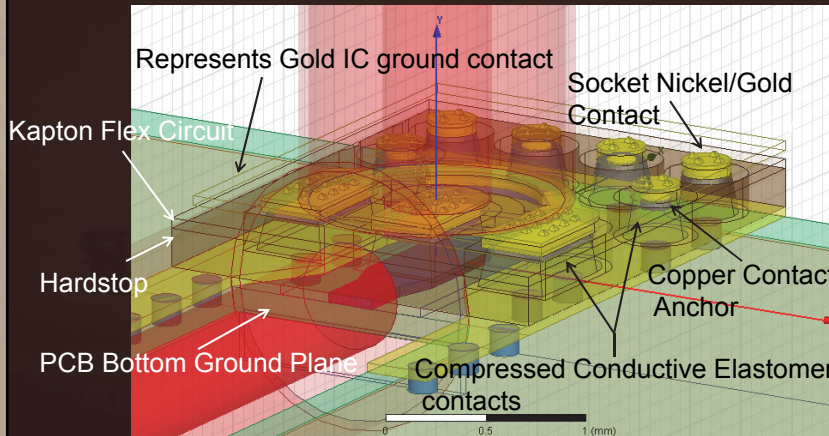 Y
Represents Gold IC ground contact
Socket Nickel/Gold
Contact
Kapton Flex Circuit
Hardstop
Copper Contact
Anchor
PCB Bottom Ground Plane
Compressed Conductive Elastomer
contacts
0 0.5 1 (mm)